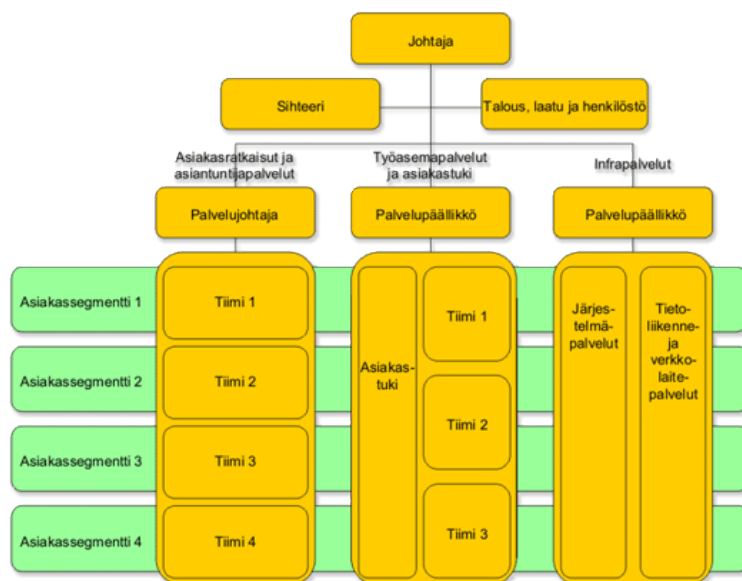 Johtaja
Sihteeri
Talous, laatu ja henkilöstö
Asiakasratkaisut ja
asiantuntijapalvelut
Työasemapalvelut
ja asiakastuki
Infrapalvelut
Palvelujohtaja
Palvelupäällikkö
Palvelupäällikkö
Asiakassegmentti 1
Asiakassegmentti 2
Asiakassegmentti 3
Asiakassegmentti 4
Tiimi 1
Tiimi 2
Tiimi 3
Tiimi 4
Asiakas-
tuki
Tiimi 1
Tiimi 2
Tiimi 3
Järjes-
telmä-
palvelut
Tieto-
liikenne-
ja
verkko-
laite-
palvelut